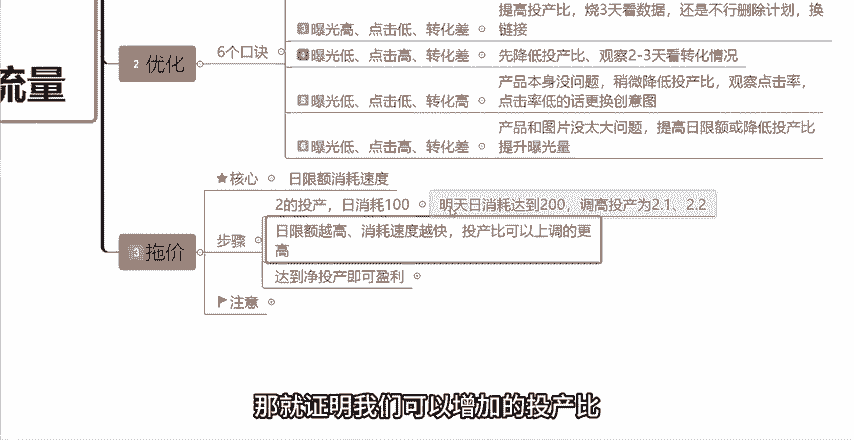 流量
2 优化
6个口诀
提高投产比，烧3天看数据，还是不行删除计划，换
链接
曝光高、点击低、转化差
曝光低、点击高、转化差
先降低投产比、观察2-3天看转化情况
曝光低、点击低、转化高
产品本身没问题，稍微降低投产比，观察点击率，
点击率低的话更换创意图
曝光低、点击高、转化差
产品和图片没太大问题，提高日限额或降低投产比
提升曝光量
3 拖价
核心
日限额消耗速度
步骤
2的投产，日消耗100
明天日消耗达到200，调高投产为2.1、2.2
日限额越高、消耗速度越快，投产比可以上调的更
高
达到净投产即可盈利
注意
那就证明我们可以增加的投产比